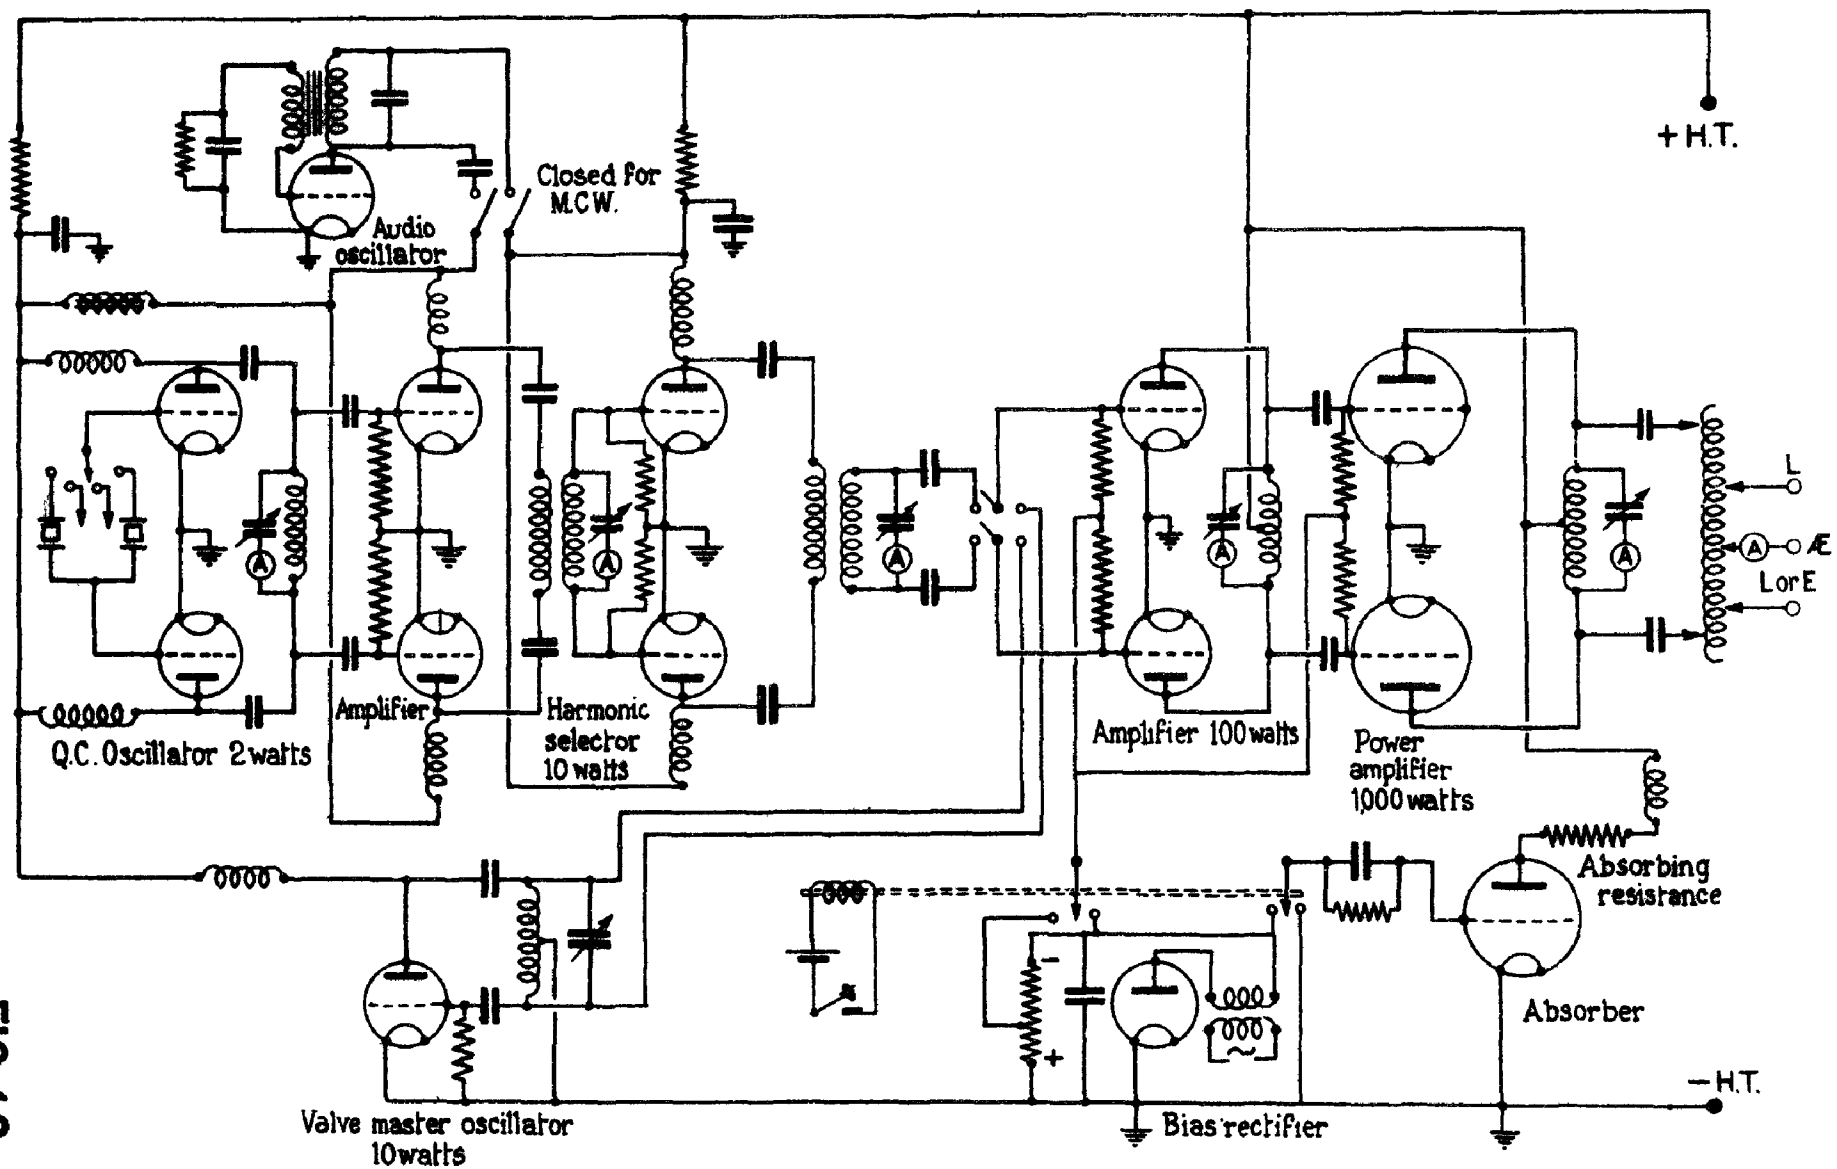 + H.T.
Closed for
M.C.W.
Audio
oscillator
L
A
Æ
L or E
A
A
A
A
A
Amplifier
Harmonic
selector
10 watts
Q.C. Oscillator 2 watts
Amplifier 100 watts
Power
amplifier
1,000 watts
Absorbing
resistance
−
+
~
Absorber
− H.T.
Valve master oscillator
10 watts
Bias rectifier